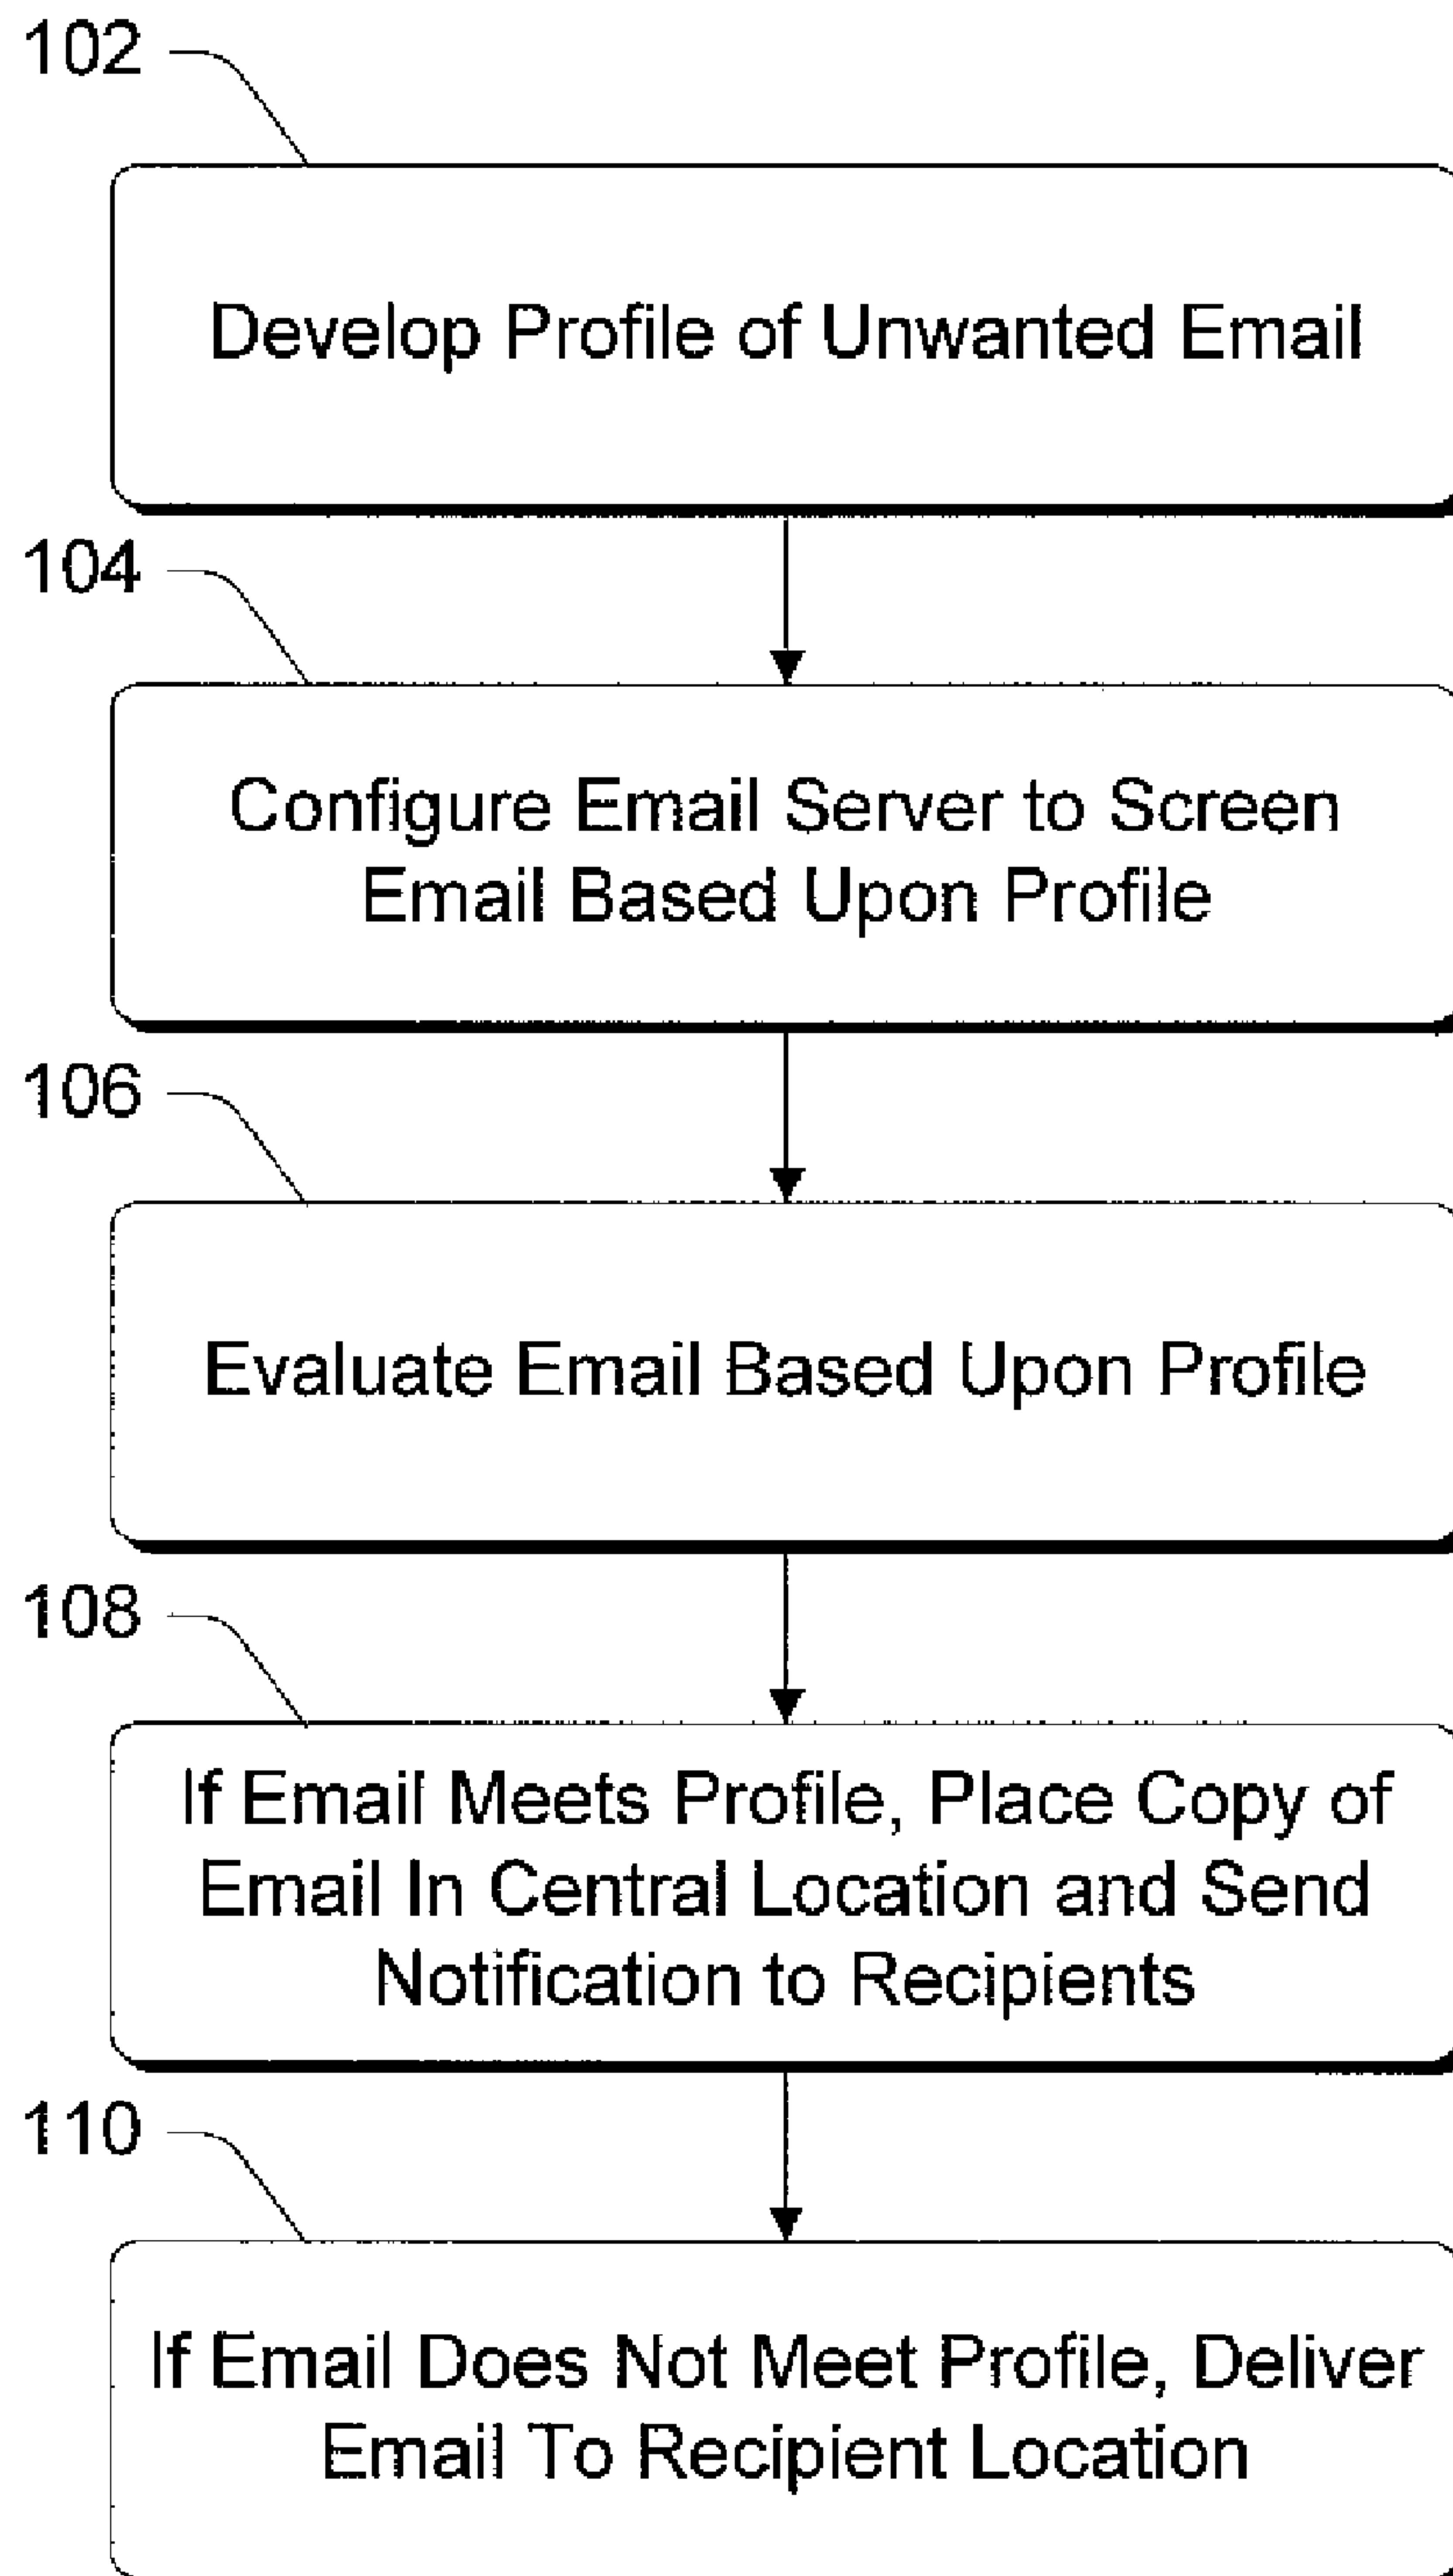 102
Develop Profile of Unwanted Email
104
Configure Email Server to Screen
Email Based Upon Profile
106
Evaluate Email Based Upon Profile
108
If Email Meets Profile, Place Copy of
Email In Central Location and Send
Notification to Recipients
110
If Email Does Not Meet Profile, Deliver
Email To Recipient Location